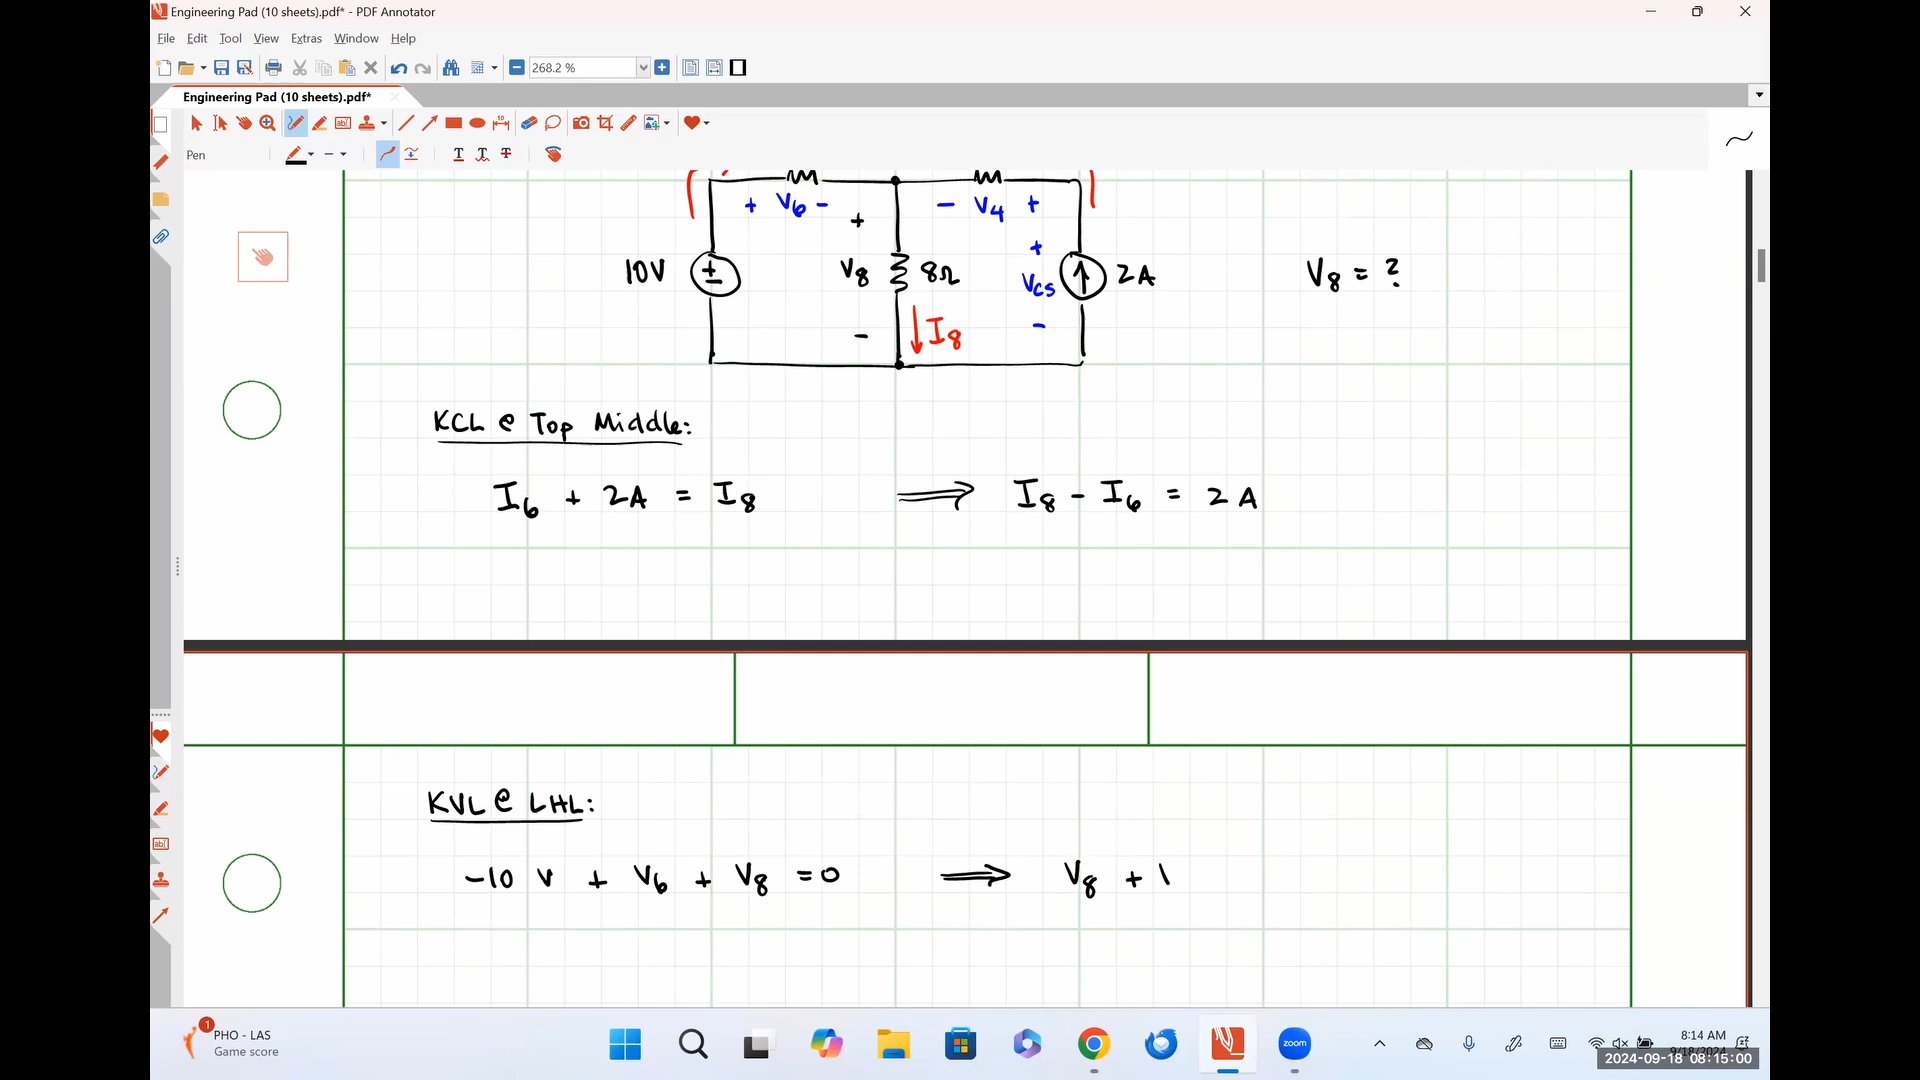 Engineering Pad (10 sheets).pdf* - PDF Annotator
File Edit Tool View Extras Window Help
268.2 %
Engineering Pad (10 sheets).pdf*
Pen
+ V6 - + - V4 +
10V + - V8 8Ω + Vcs 2A V8 = ?
- I8 -
KCL @ Top Middle:
I6 + 2A = I8 ⟹ I8 - I6 = 2 A
KVL @ LHL:
-10 V + V6 + V8 = 0 ⟹ V8 + 1
1 PHO - LAS
Game score
zoom
8:14 AM
2024-09-18 08:15:00